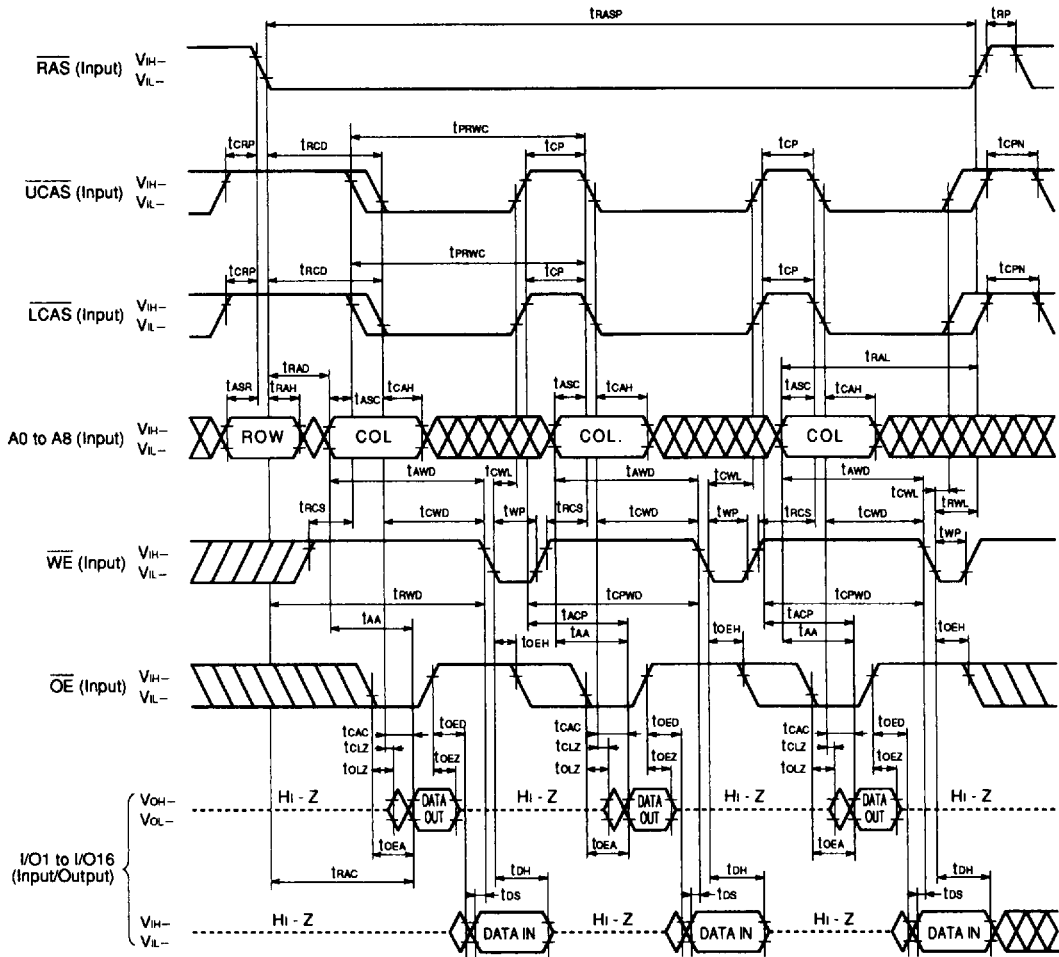 tRASP tRP
RAS (Input) VIH– VIL–
tPRWC
tCRP tRCD tCP tCP tCPN
UCAS (Input) VIH– VIL–
tPRWC
tCRP tRCD tCP tCP tCPN
LCAS (Input) VIH– VIL–
tRAL
tRAD
tASR tRAH tASC tCAH tASC tCAH tASC tCAH
A0 to A8 (Input) VIH– VIL– ROW COL COL. COL
tAWD tCWL tAWD tCWL tAWD tCWL
tRCS tCWD tWP tRCS tCWD tWP tRCS tCWD tRWL tWP
WE (Input) VIH– VIL–
tRWD tCPWD tCPWD
tAA tOEH tACP tAA tOEH tACP tAA tOEH
OE (Input) VIH– VIL–
tCAC tOED tCAC tOED tCAC tOED
tCLZ tOEZ tCLZ tOEZ tCLZ tOEZ
tOLZ tOLZ tOLZ
VOH– VOL– HI - Z DATA OUT HI - Z DATA OUT HI - Z DATA OUT HI - Z
tOEA tOEA tOEA
I/O1 to I/O16
(Input/Output)
tRAC tDH tDH tDH
tDS tDS tDS
VIH– VIL– HI - Z DATA IN HI - Z DATA IN HI - Z DATA IN